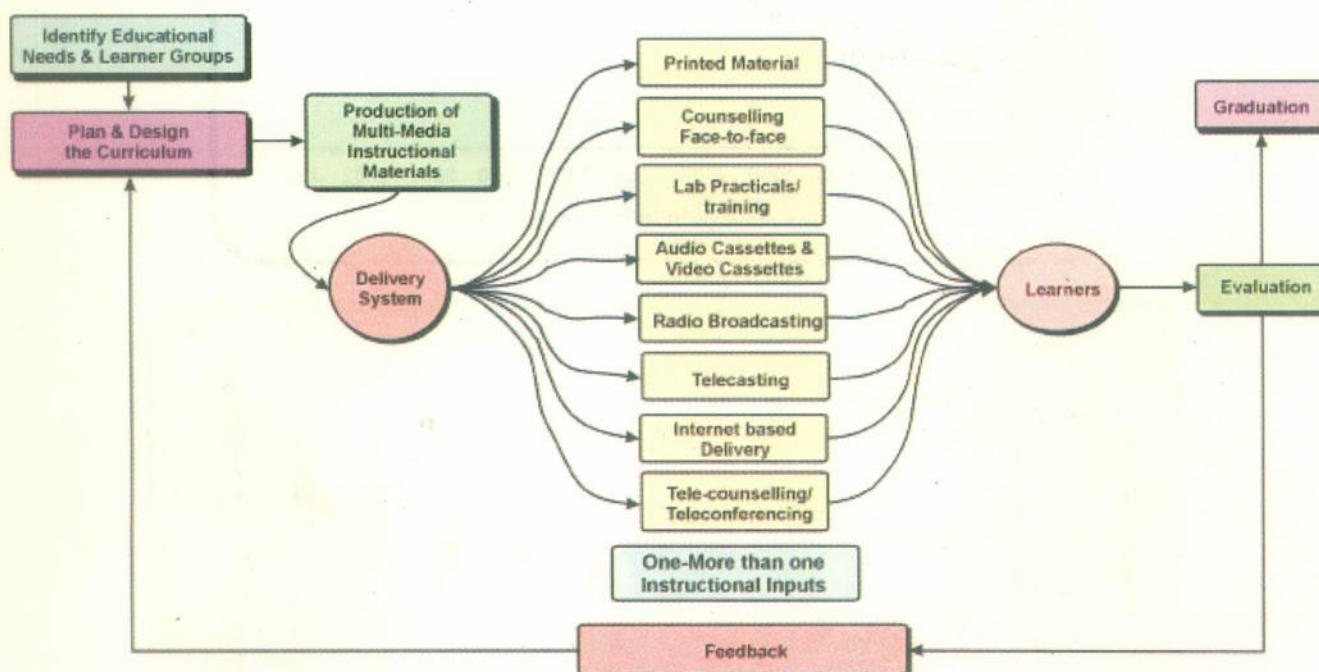 Identify Educational
Needs & Learner Groups
Plan & Design
the Curriculum
Production of
Multi-Media
Instructional
Materials
Delivery
System
Printed Material
Counselling
Face-to-face
Lab Practicals/
training
Audio Cassettes &
Video Cassettes
Radio Broadcasting
Telecasting
Internet based
Delivery
Tele-counselling/
Teleconferencing
One-More than one
Instructional Inputs
Learners
Graduation
Evaluation
Feedback